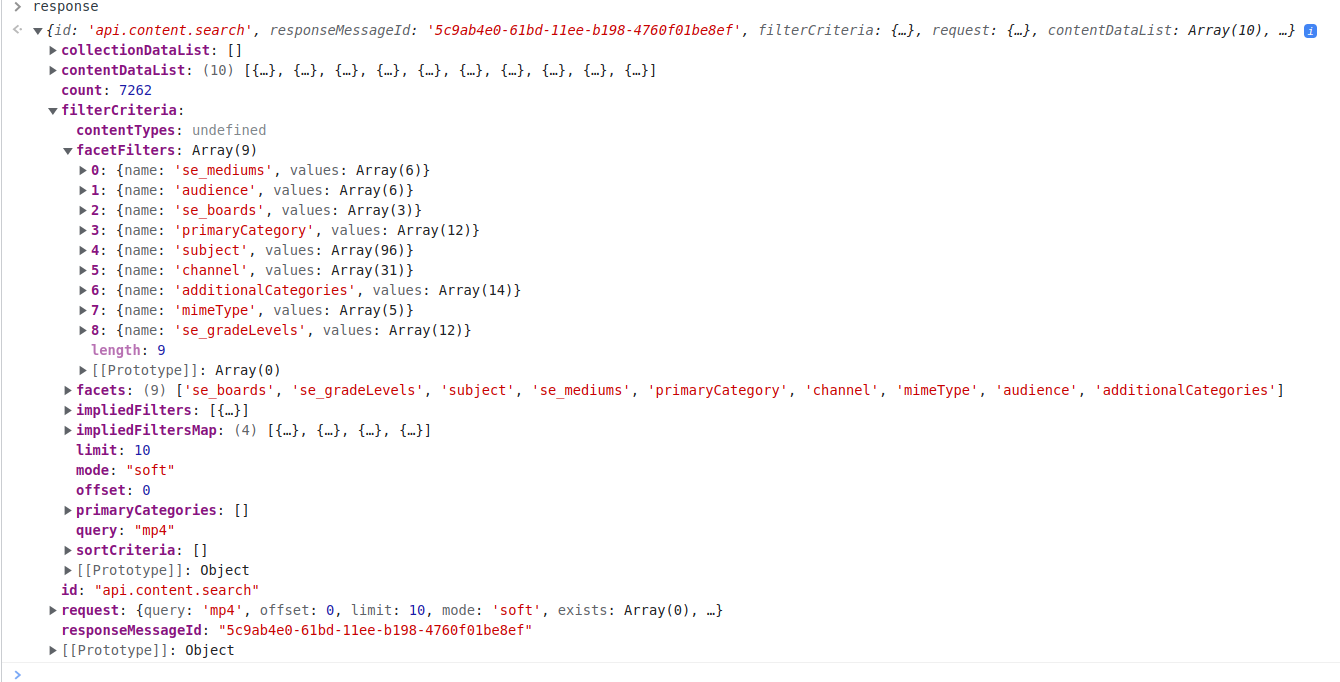 response
{id: 'api.content.search', responseMessageId: '5c9ab4e0-61bd-11ee-b198-4760f01be8ef', filterCriteria: {…}, request: {…}, contentDataList: Array(10), …}
collectionDataList: []
contentDataList: (10) [{…}, {…}, {…}, {…}, {…}, {…}, {…}, {…}, {…}, {…}]
count: 7262
filterCriteria:
contentTypes: undefined
facetFilters: Array(9)
0: {name: 'se_mediums', values: Array(6)}
1: {name: 'audience', values: Array(6)}
2: {name: 'se_boards', values: Array(3)}
3: {name: 'primaryCategory', values: Array(12)}
4: {name: 'subject', values: Array(96)}
5: {name: 'channel', values: Array(31)}
6: {name: 'additionalCategories', values: Array(14)}
7: {name: 'mimeType', values: Array(5)}
8: {name: 'se_gradeLevels', values: Array(12)}
length: 9
[[Prototype]]: Array(0)
facets: (9) ['se_boards', 'se_gradeLevels', 'subject', 'se_mediums', 'primaryCategory', 'channel', 'mimeType', 'audience', 'additionalCategories']
impliedFilters: [{…}]
impliedFiltersMap: (4) [{…}, {…}, {…}, {…}]
limit: 10
mode: "soft"
offset: 0
primaryCategories: []
query: "mp4"
sortCriteria: []
[[Prototype]]: Object
id: "api.content.search"
request: {query: 'mp4', offset: 0, limit: 10, mode: 'soft', exists: Array(0), …}
responseMessageId: "5c9ab4e0-61bd-11ee-b198-4760f01be8ef"
[[Prototype]]: Object